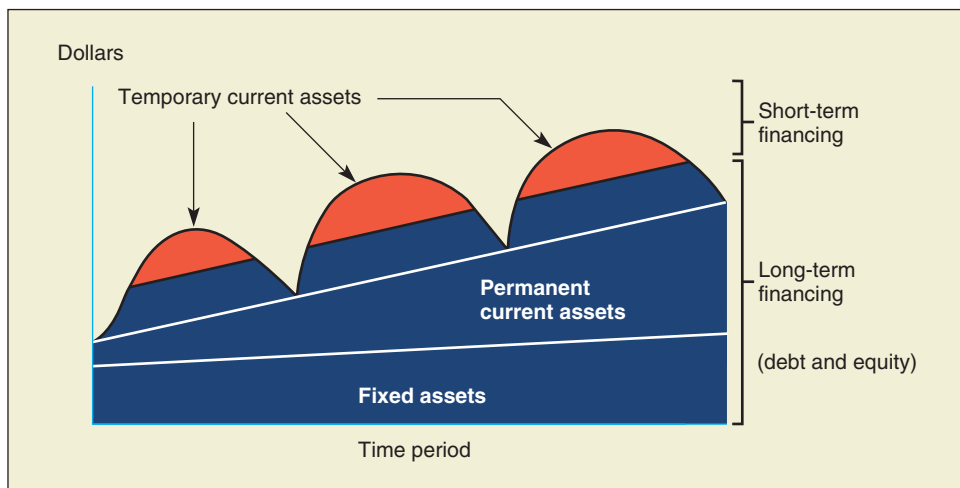 Dollars
Temporary current assets
Short-term
financing
Long-term
financing
Permanent
current assets
(debt and equity)
Fixed assets
Time period